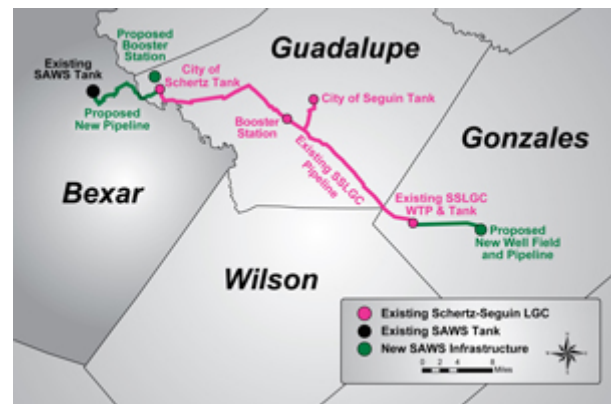 Proposed
Booster
Station
Guadalupe
Existing
SAWS Tank
City of
Schertz Tank
City of Seguin Tank
Proposed
New Pipeline
Booster
Station
Existing SSLGC
Pipeline
Gonzales
Bexar
Existing SSLGC
WTP & Tank
Proposed
New Well Field
and Pipeline
Wilson
Existing Schertz-Seguin LGC
Existing SAWS Tank
New SAWS Infrastructure
0 2 4 8
Miles